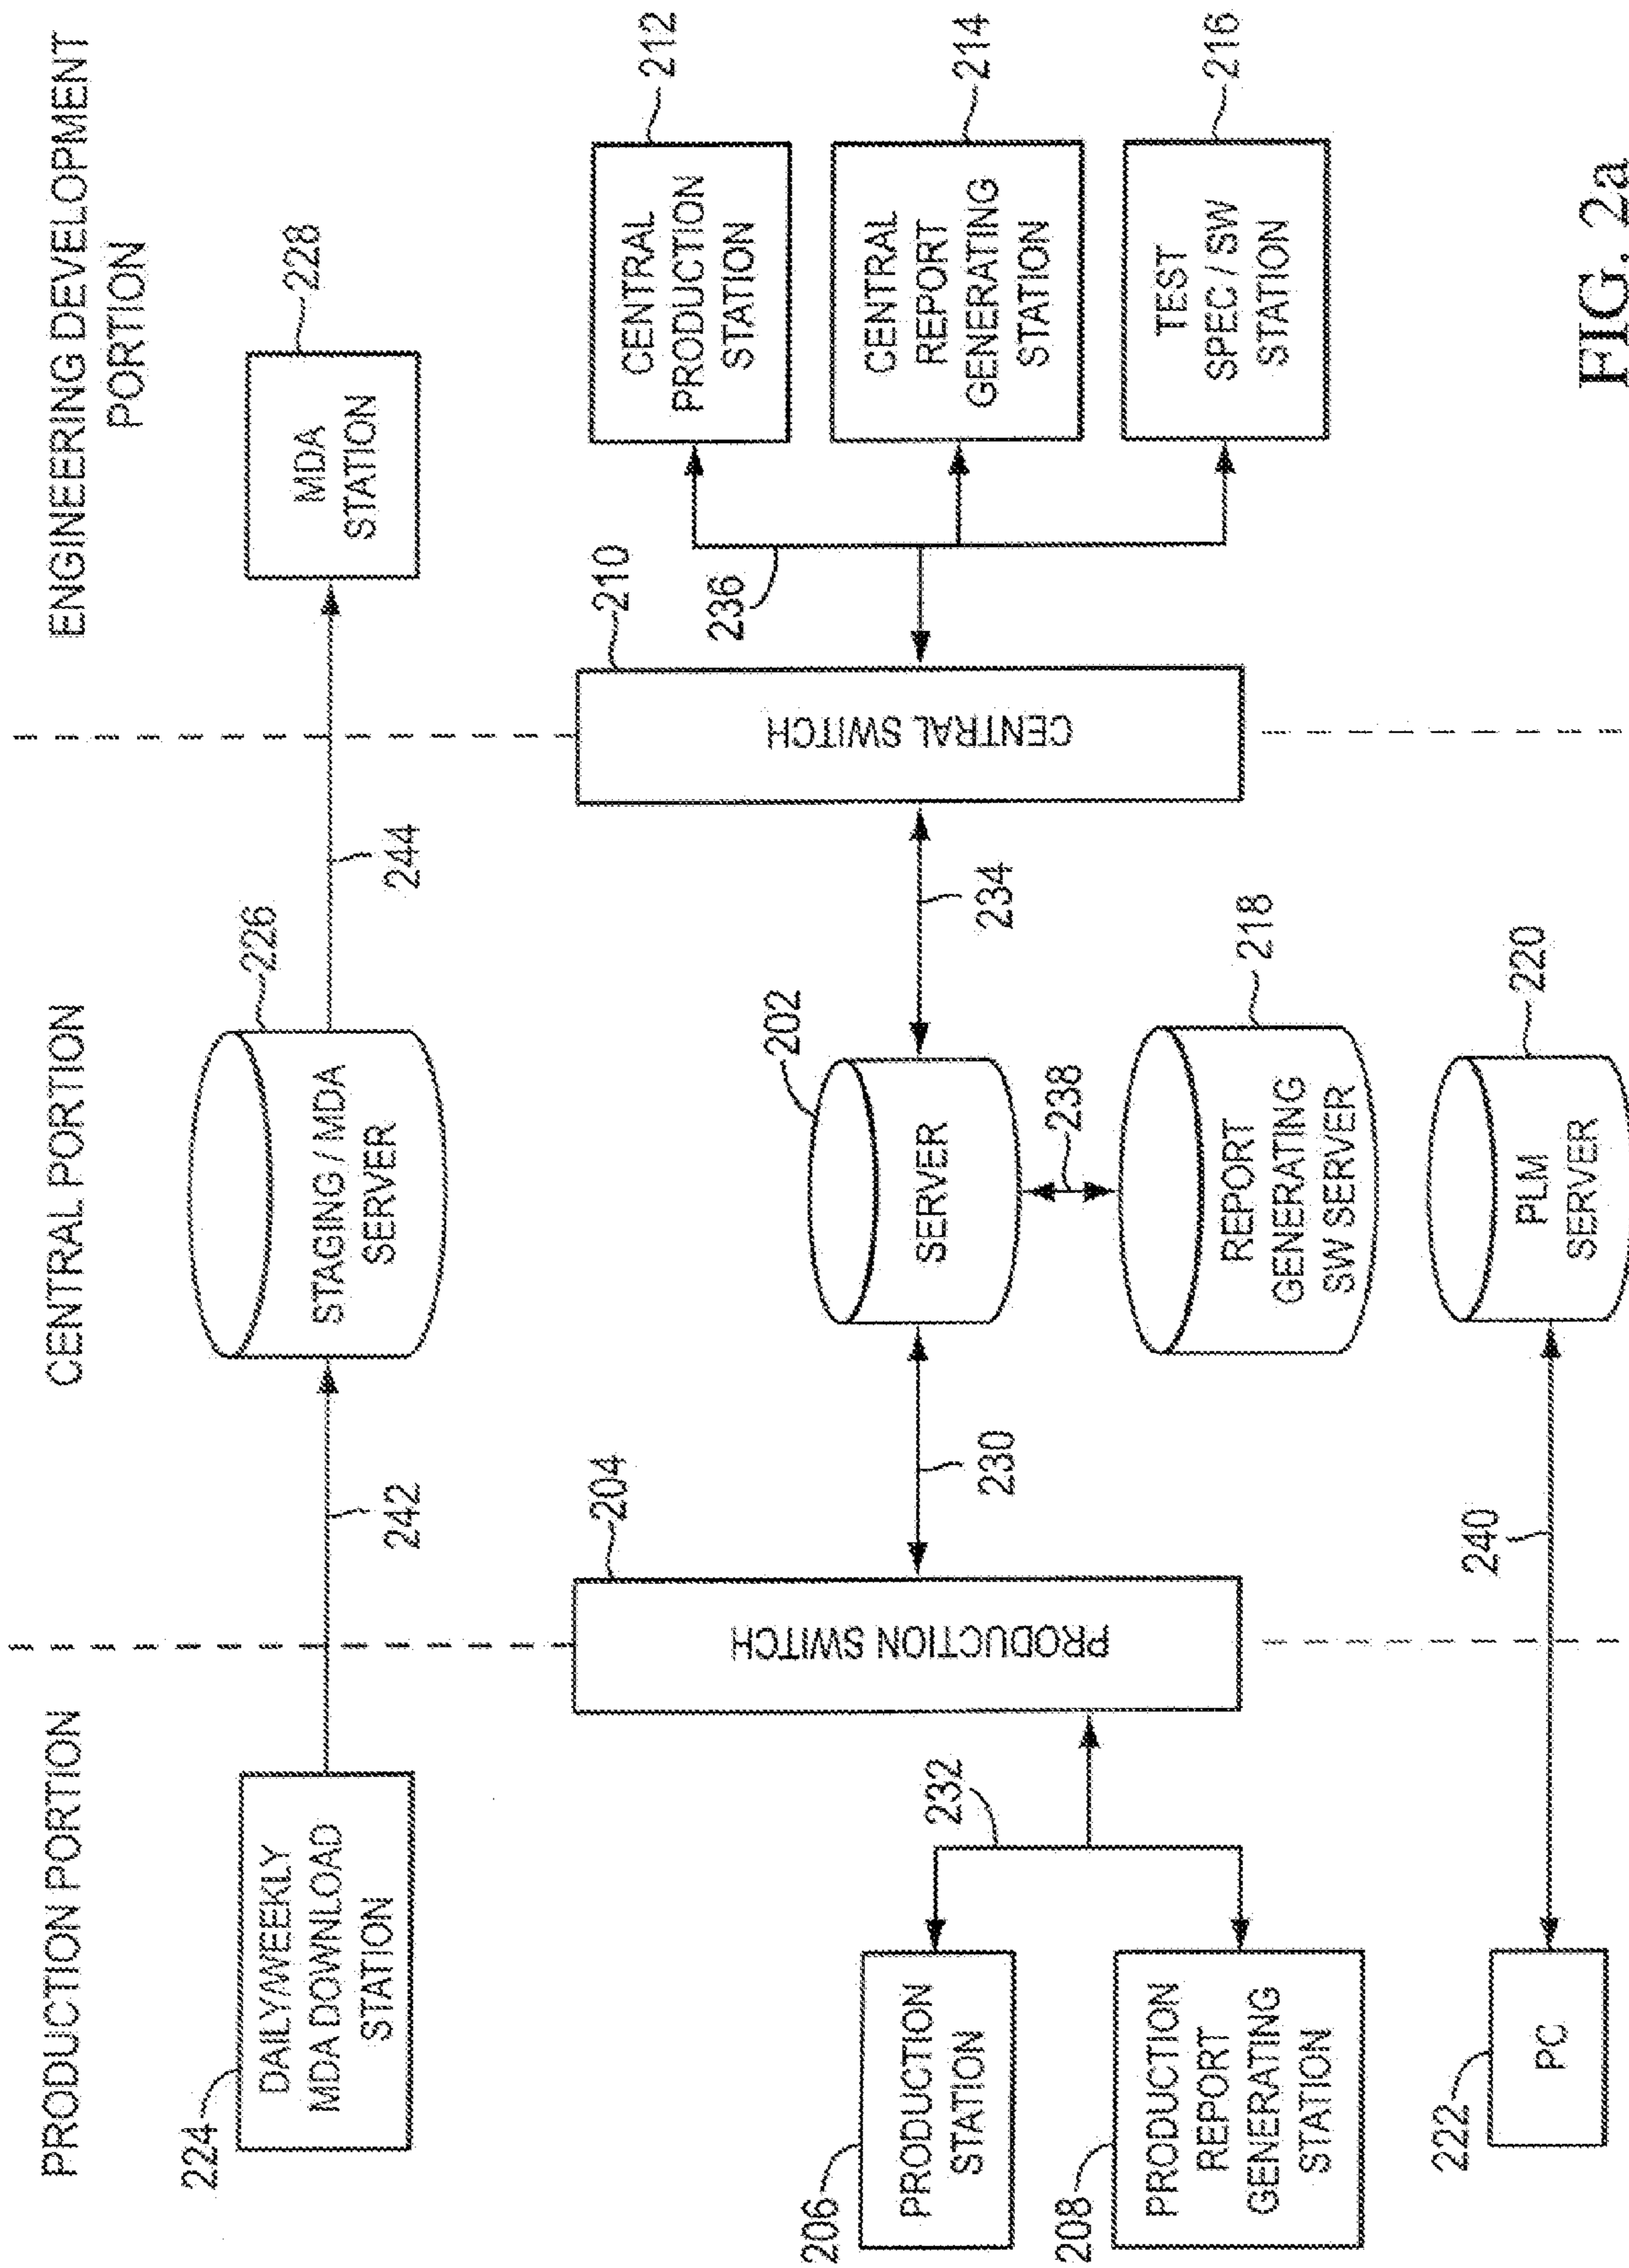 PRODUCTION PORTION
CENTRAL PORTION
ENGINEERING DEVELOPMENT
PORTION
224
DAILY/WEEKLY
MDA DOWNLOAD
STATION
242
226
STAGING / MDA
SERVER
244
228
MDA
STATION
206
PRODUCTION
STATION
208
PRODUCTION
REPORT
GENERATING
STATION
232
204
PRODUCTION SWITCH
230
202
SERVER
238
218
REPORT
GENERATING
SW SERVER
234
210
CENTRAL SWITCH
236
212
CENTRAL
PRODUCTION
STATION
214
CENTRAL
REPORT
GENERATING
STATION
216
TEST
SPEC / SW
STATION
222
PC
240
220
PLM
SERVER
FIG. 2a